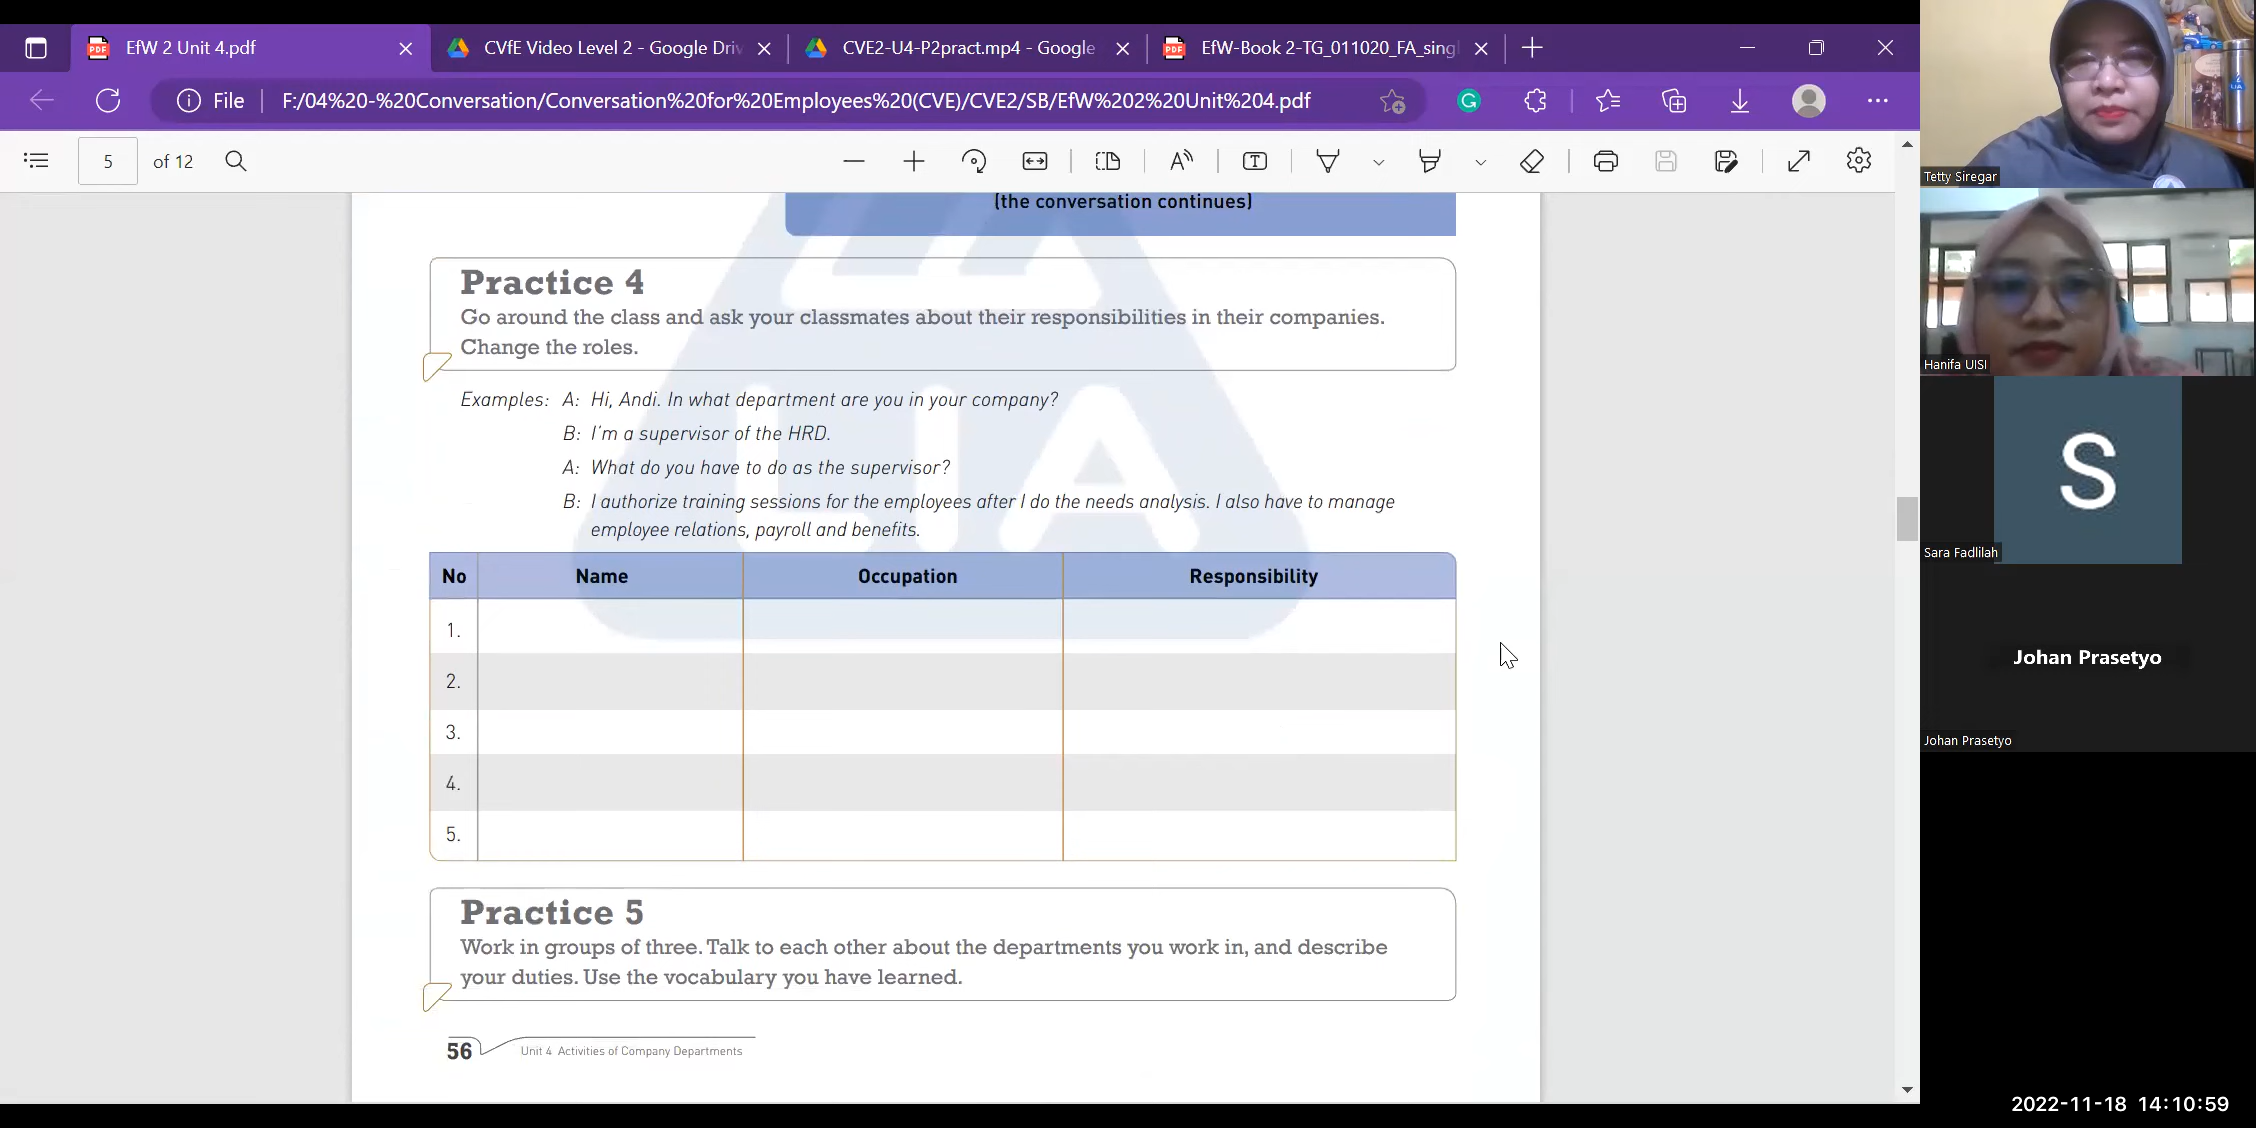 EfW 2 Unit 4.pdf
CVfE Video Level 2 - Google Driv
CVE2-U4-P2pract.mp4 - Google
EfW-Book 2-TG_011020_FA_singl
File
F:/04%20-%20Conversation/Conversation%20for%20Employees%20(CVE)/CVE2/SB/EfW%202%20Unit%204.pdf
5 of 12
(the conversation continues)
Practice 4
Go around the class and ask your classmates about their responsibilities in their companies.
Change the roles.
Examples: A: Hi, Andi. In what department are you in your company?
B: I'm a supervisor of the HRD.
A: What do you have to do as the supervisor?
B: I authorize training sessions for the employees after I do the needs analysis. I also have to manage
employee relations, payroll and benefits.
LIA
No Name Occupation Responsibility
1.
2.
3.
4.
5.
Practice 5
Work in groups of three. Talk to each other about the departments you work in, and describe
your duties. Use the vocabulary you have learned.
56 Unit 4 Activities of Company Departments
LIA
Tetty Siregar
Hanifa UISI
S
Sara Fadlilah
Johan Prasetyo
Johan Prasetyo
2022-11-18 14:10:59